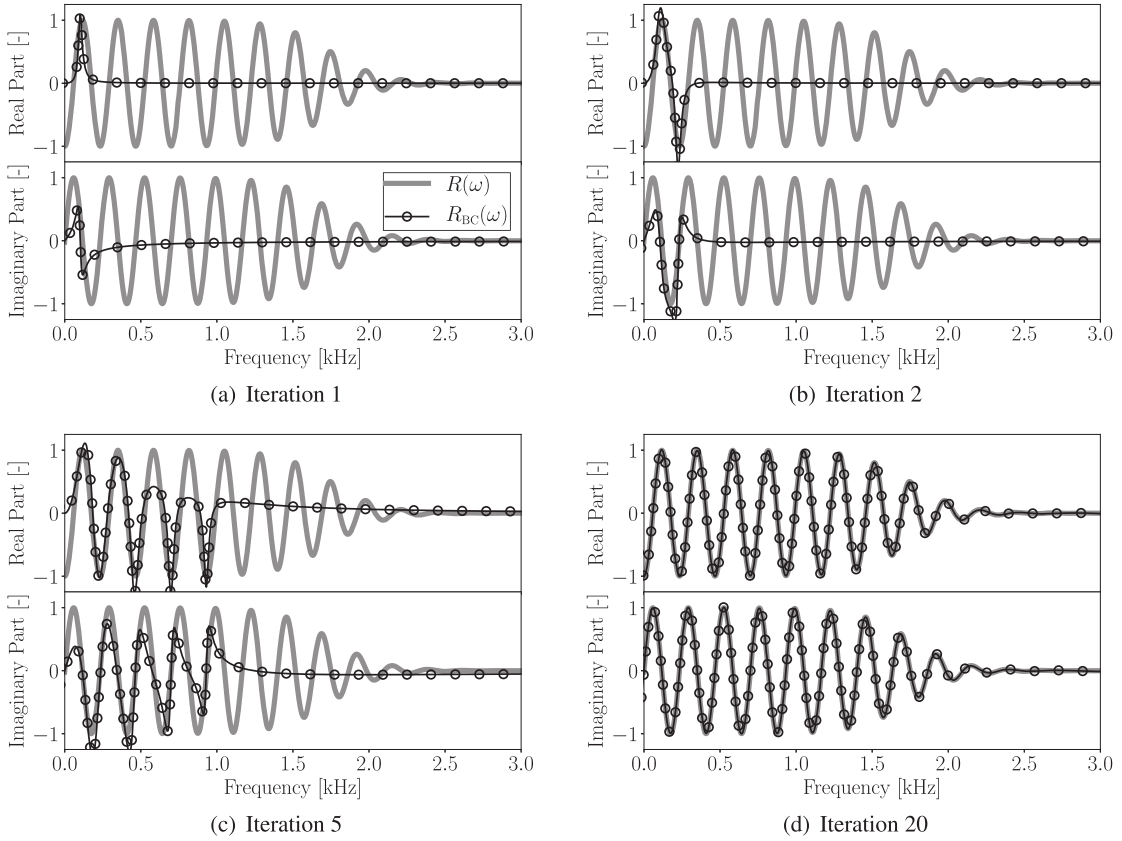 1
0
−1
Real Part [-]
1
0
−1
Imaginary Part [-]
R(ω)
R_BC(ω)
0.0 0.5 1.0 1.5 2.0 2.5 3.0
Frequency [kHz]
(a) Iteration 1
1
0
−1
Real Part [-]
1
0
−1
Imaginary Part [-]
0.0 0.5 1.0 1.5 2.0 2.5 3.0
Frequency [kHz]
(b) Iteration 2
1
0
−1
Real Part [-]
1
0
−1
Imaginary Part [-]
0.0 0.5 1.0 1.5 2.0 2.5 3.0
Frequency [kHz]
(c) Iteration 5
1
0
−1
Real Part [-]
1
0
−1
Imaginary Part [-]
0.0 0.5 1.0 1.5 2.0 2.5 3.0
Frequency [kHz]
(d) Iteration 20